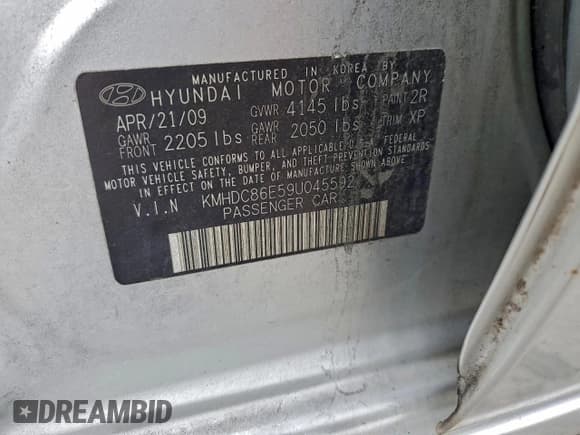 MANUFACTURED IN KOREA BY
HYUNDAI MOTOR COMPANY
APR/21/09 GVWR 4145 lbs PAINT 2R
GAWR FRONT 2205 lbs GAWR REAR 2050 lbs TRIM XP
THIS VEHICLE CONFORMS TO ALL APPLICABLE U.S.A. FEDERAL
MOTOR VEHICLE SAFETY, BUMPER, AND THEFT PREVENTION STANDARDS
IN EFFECT ON THE DATE OF MANUFACTURE SHOWN ABOVE.
V.I.N KMHDC86E59U045592
PASSENGER CAR
DREAMBID